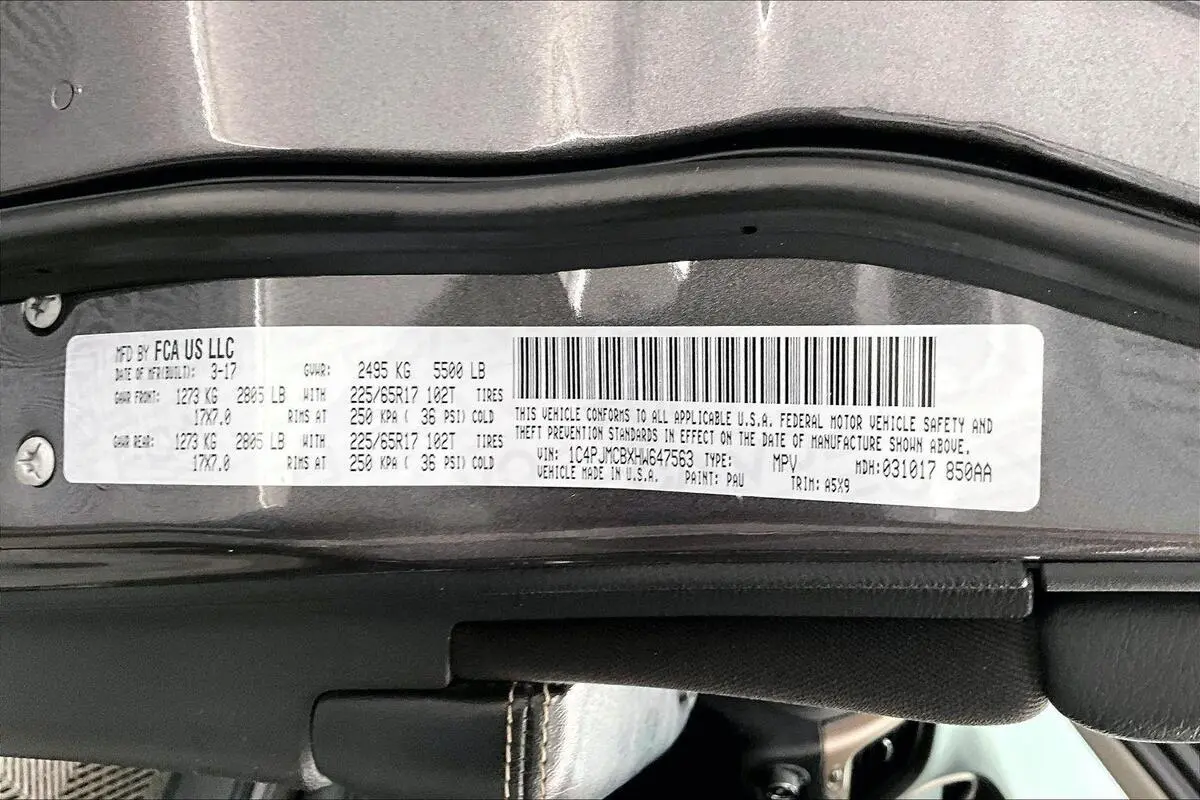 MFD BY FCA US LLC
DATE OF MFR(BUILT): 3-17 GVWR: 2495 KG 5500 LB
GAWR FRONT: 1273 KG 2805 LB WITH 225/65R17 102T TIRES
17X7.0 RIMS AT 250 KPA ( 36 PSI) COLD
GAWR REAR: 1273 KG 2805 LB WITH 225/65R17 102T TIRES
17X7.0 RIMS AT 250 KPA ( 36 PSI) COLD
THIS VEHICLE CONFORMS TO ALL APPLICABLE U.S.A. FEDERAL MOTOR VEHICLE SAFETY AND
THEFT PREVENTION STANDARDS IN EFFECT ON THE DATE OF MANUFACTURE SHOWN ABOVE.
VIN: 1C4PJMCBXHW647563 TYPE: MPV MDH:031017 850AA
VEHICLE MADE IN U.S.A. PAINT: PAU TRIM: A5X9